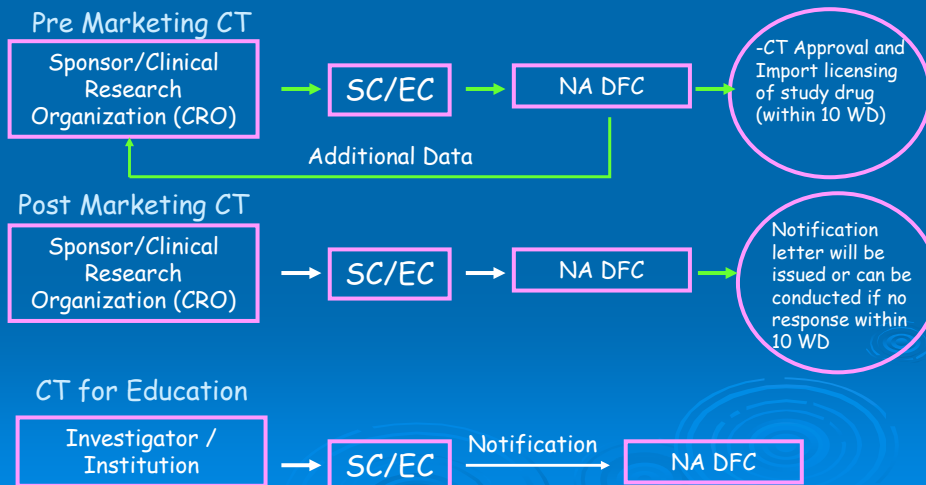 Pre Marketing CT
Sponsor/Clinical
Research
Organization (CRO)
SC/EC
NA DFC
-CT Approval and
Import licensing
of study drug
(within 10 WD)
Additional Data
Post Marketing CT
Sponsor/Clinical
Research
Organization (CRO)
SC/EC
NA DFC
Notification
letter will be
issued or can be
conducted if no
response within
10 WD
CT for Education
Investigator /
Institution
SC/EC
Notification
NA DFC